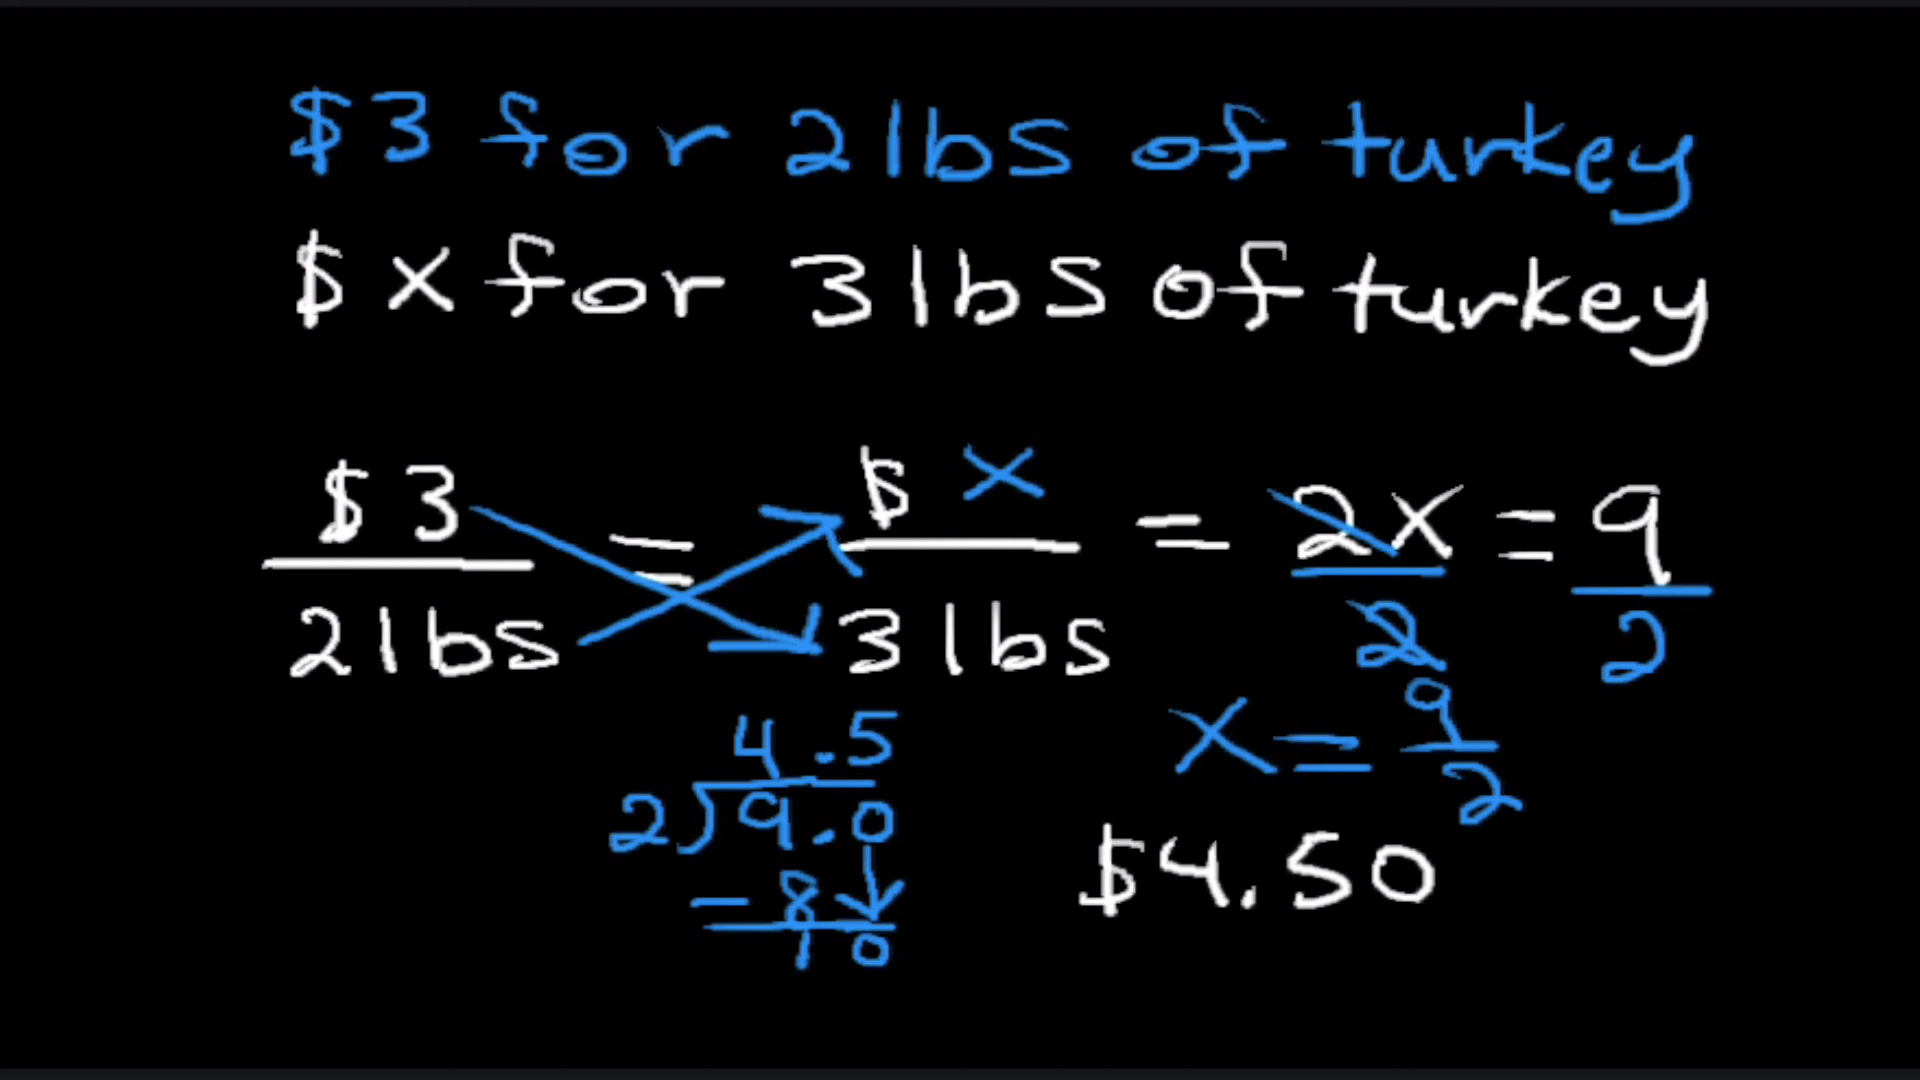 $3 for 2lbs of turkey
$ x for 3lbs of turkey
$3 = $ x = 2x = 9
2lbs 3lbs 2 2
4.5
2)9.0
- 8
10
x = 9
2
$4.50